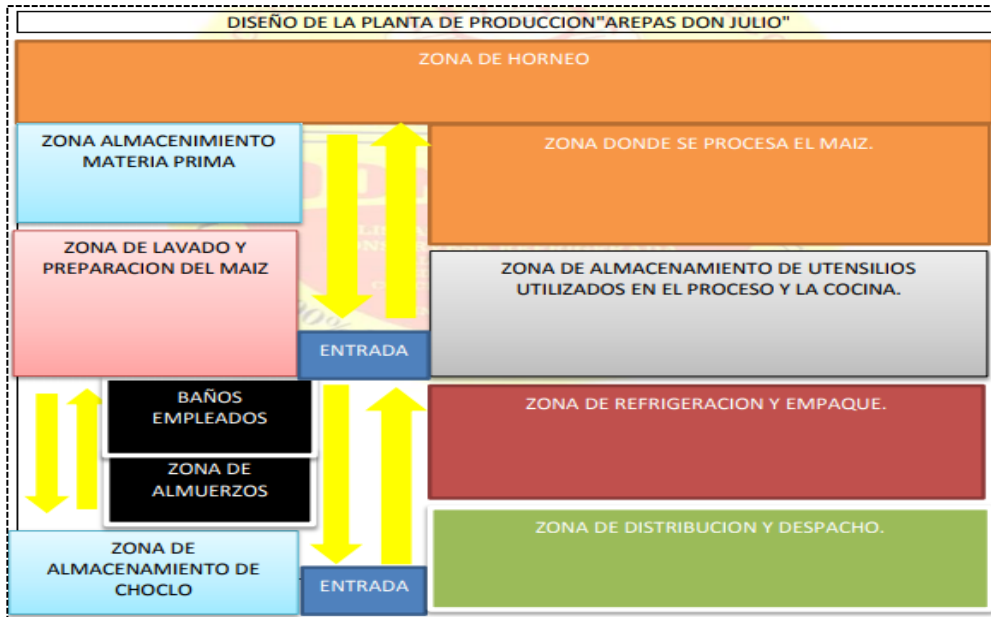 DISEÑO DE LA PLANTA DE PRODUCCION"AREPAS DON JULIO"
ZONA DE HORNEO
ZONA ALMACENIMIENTO
MATERIA PRIMA
ZONA DONDE SE PROCESA EL MAIZ.
ZONA DE LAVADO Y
PREPARACION DEL MAIZ
ZONA DE ALMACENAMIENTO DE UTENSILIOS
UTILIZADOS EN EL PROCESO Y LA COCINA.
ENTRADA
BAÑOS
EMPLEADOS
ZONA DE REFRIGERACION Y EMPAQUE.
ZONA DE
ALMUERZOS
ZONA DE DISTRIBUCION Y DESPACHO.
ZONA DE
ALMACENAMIENTO DE
CHOCLO
ENTRADA